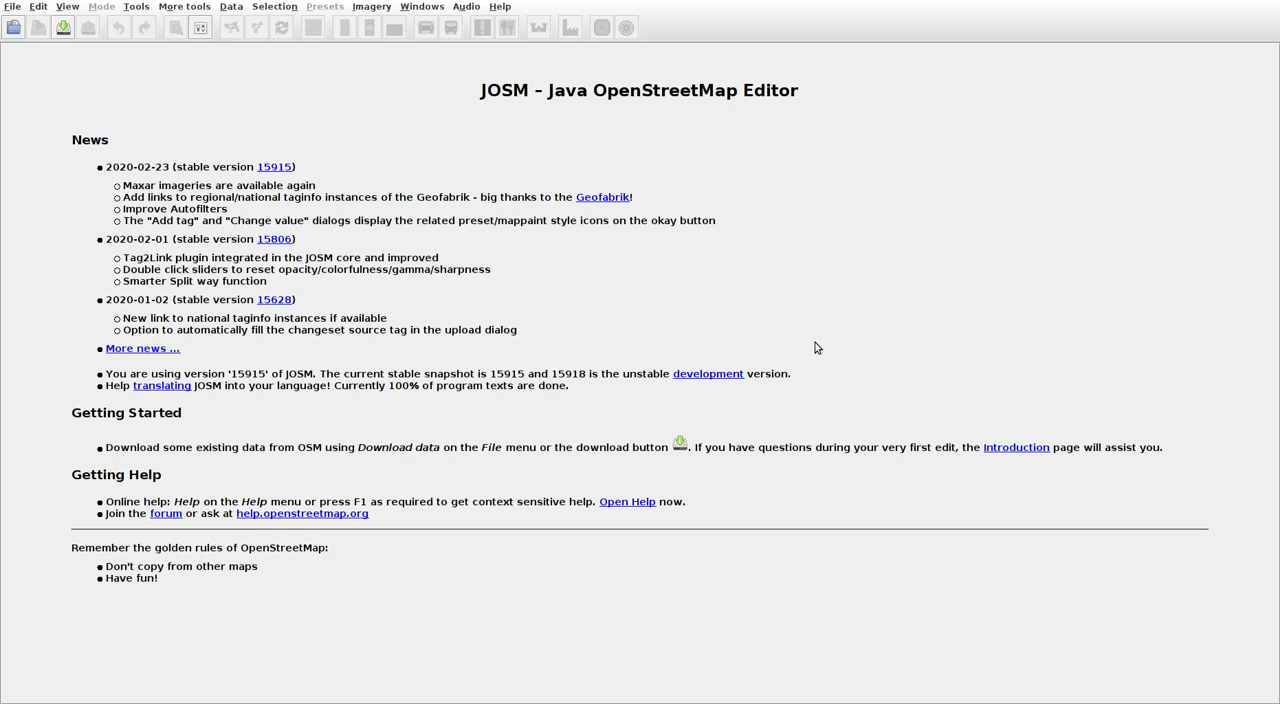 File Edit View Mode Tools More tools Data Selection Presets Imagery Windows Audio Help
JOSM – Java OpenStreetMap Editor
News
2020-02-23 (stable version 15915)
Maxar imageries are available again
Add links to regional/national taginfo instances of the Geofabrik - big thanks to the Geofabrik!
Improve Autofilters
The "Add tag" and "Change value" dialogs display the related preset/mappaint style icons on the okay button
2020-02-01 (stable version 15806)
Tag2Link plugin integrated in the JOSM core and improved
Double click sliders to reset opacity/colorfulness/gamma/sharpness
Smarter Split way function
2020-01-02 (stable version 15628)
New link to national taginfo instances if available
Option to automatically fill the changeset source tag in the upload dialog
More news ...
You are using version '15915' of JOSM. The current stable snapshot is 15915 and 15918 is the unstable development version.
Help translating JOSM into your language! Currently 100% of program texts are done.
Getting Started
Download some existing data from OSM using Download data on the File menu or the download button . If you have questions during your very first edit, the Introduction page will assist you.
Getting Help
Online help: Help on the Help menu or press F1 as required to get context sensitive help. Open Help now.
Join the forum or ask at help.openstreetmap.org
Remember the golden rules of OpenStreetMap:
Don't copy from other maps
Have fun!